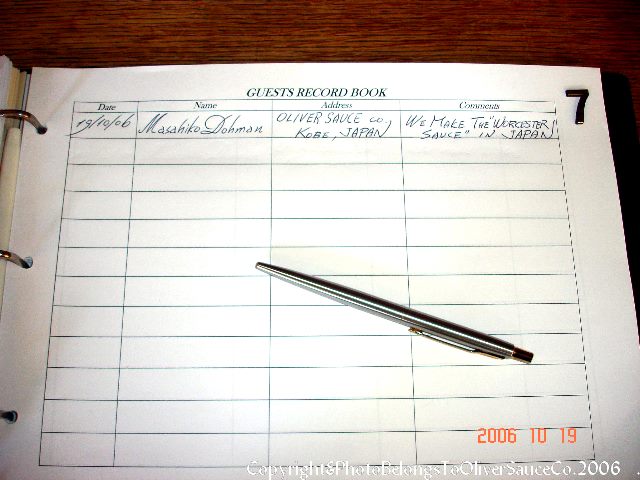 GUESTS RECORD BOOK
Date Name Address Comments
19/10/06 Masahiko Dohman OLIVER SAUCE CO, WE MAKE THE "WORCESTER
KOBE, JAPAN SAUCE" IN JAPAN
7
2006 10 19
Copyright&PhotoBelongsToOliverSauceCo.2006 .